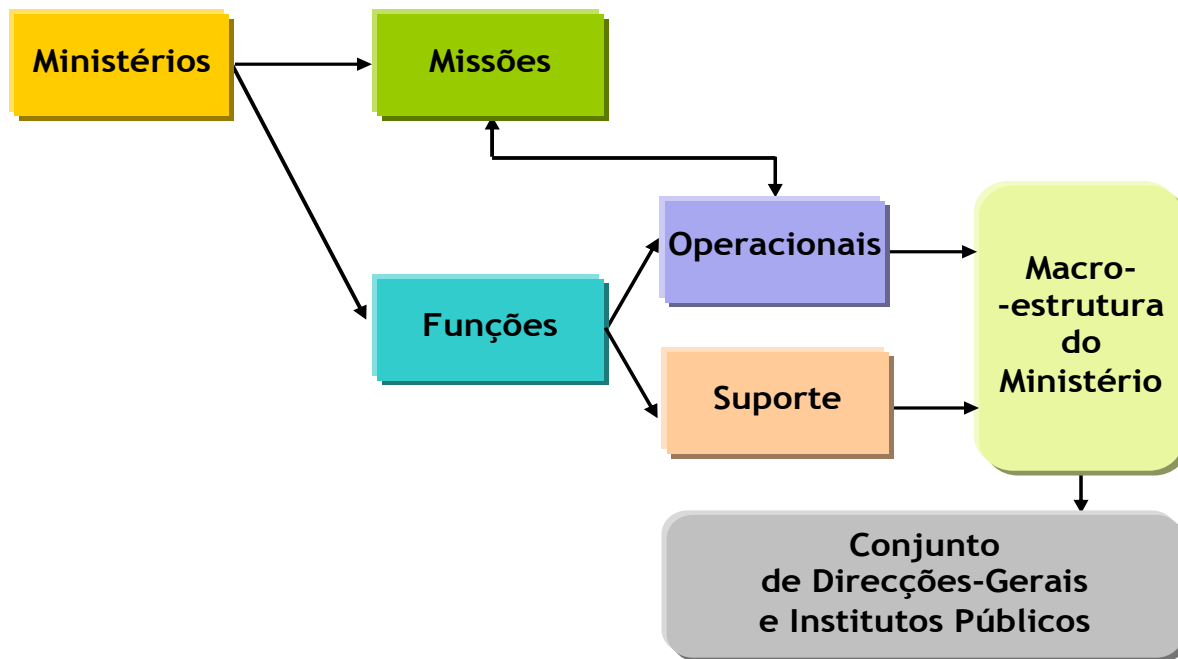 Ministérios
Missões
Operacionais
Funções
Suporte
Macro-
-estrutura
do
Ministério
Conjunto
de Direcções-Gerais
e Institutos Públicos